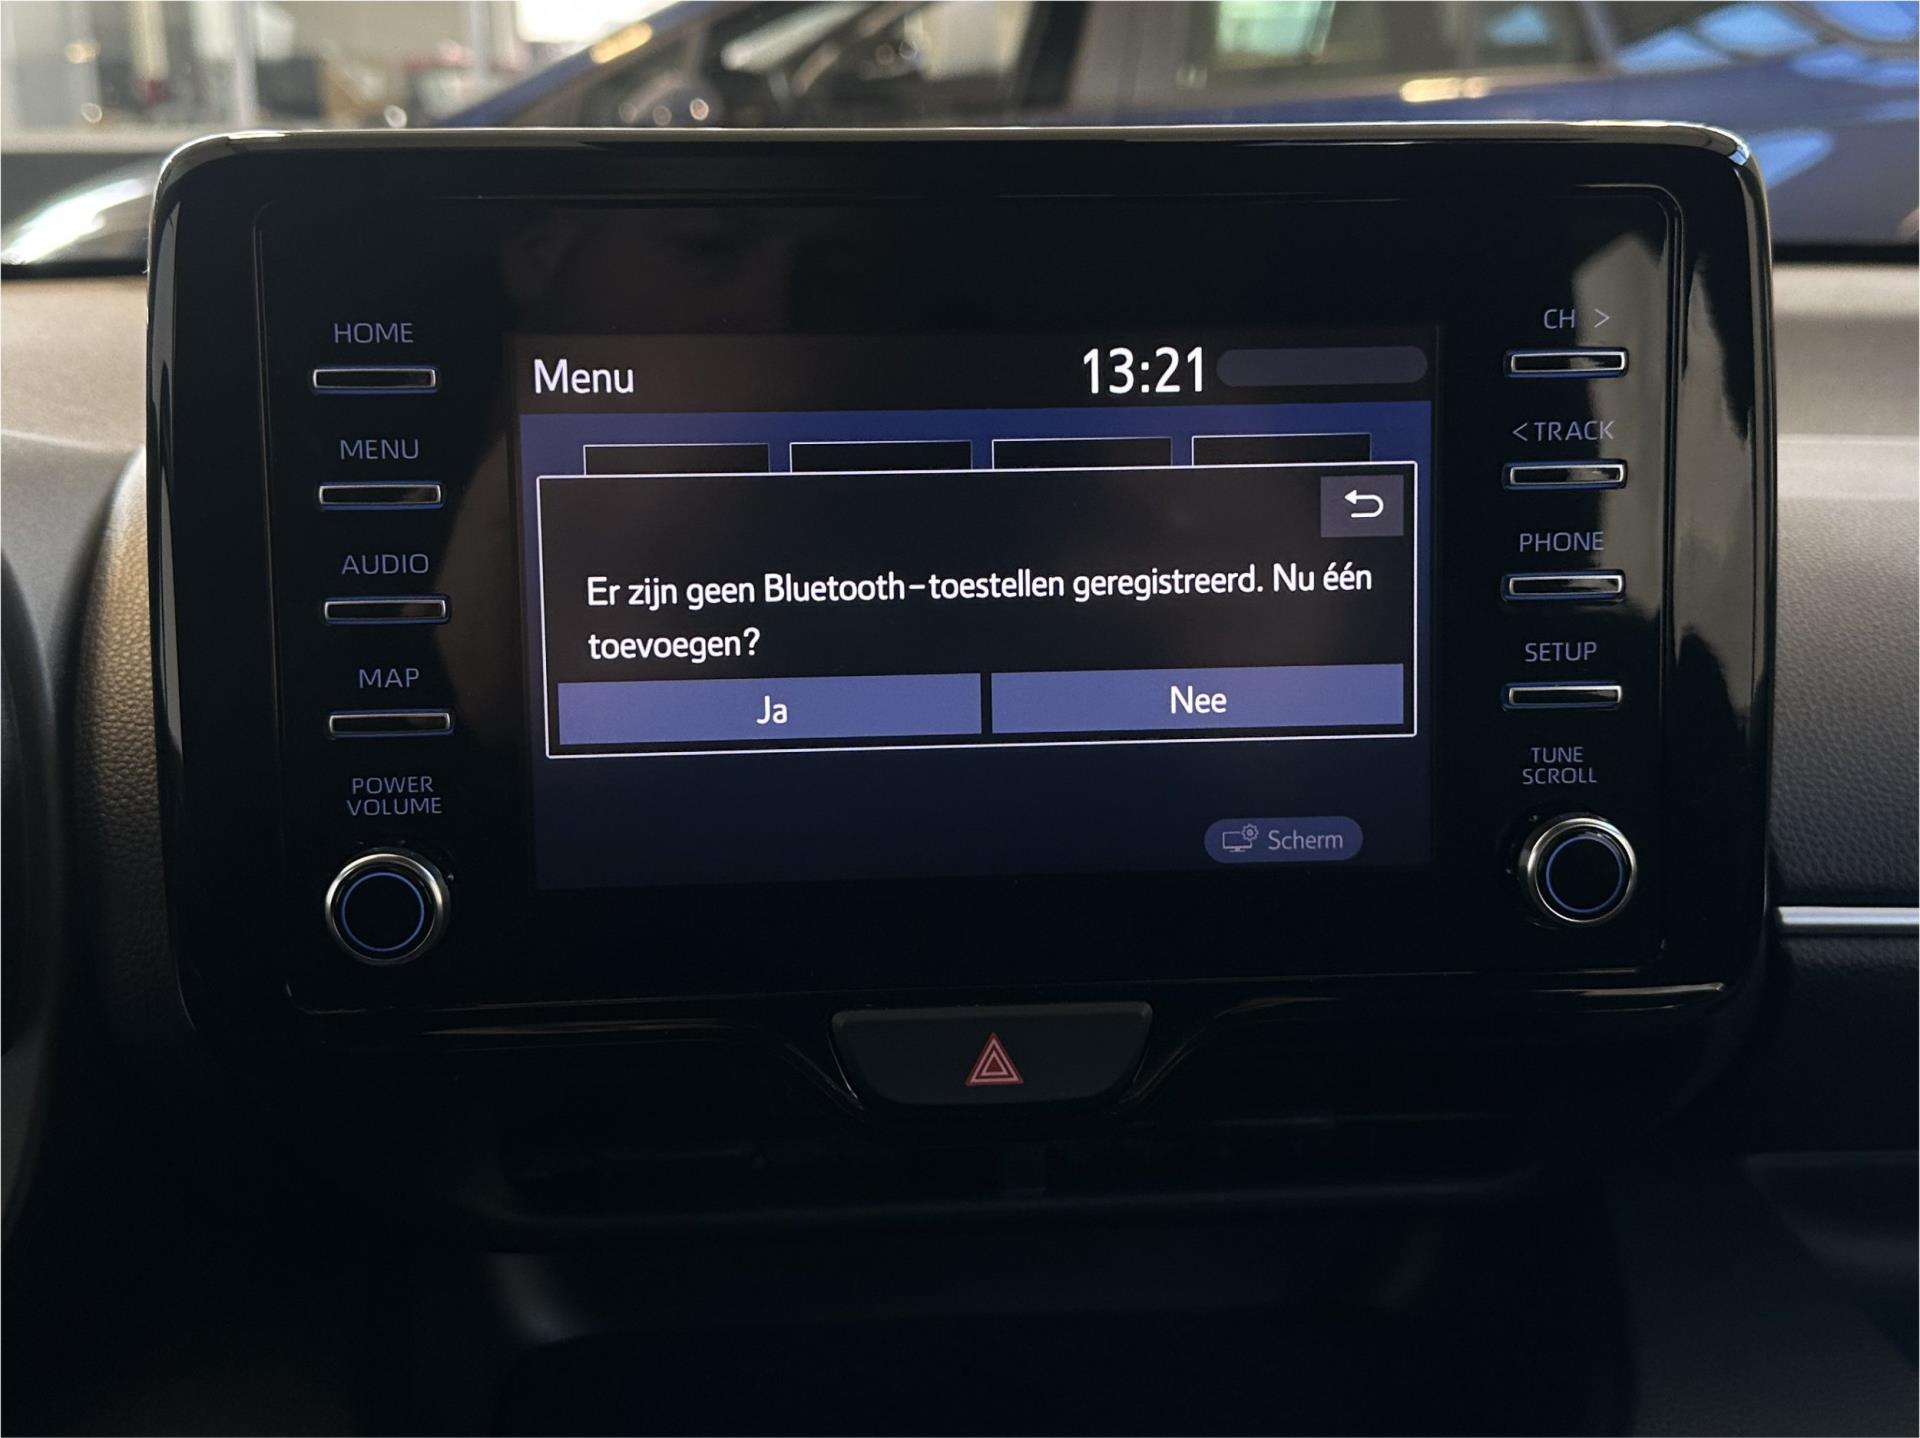 HOME
MENU
AUDIO
MAP
POWER
VOLUME
Menu
13:21
Er zijn geen Bluetooth-toestellen geregistreerd. Nu één
toevoegen?
Ja
Nee
Scherm
CH >
< TRACK
PHONE
SETUP
TUNE
SCROLL